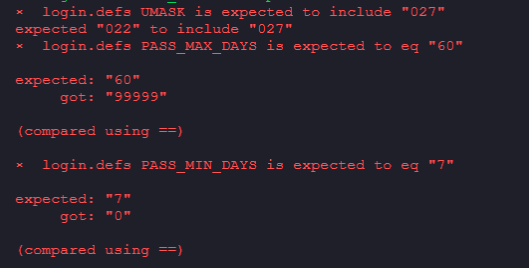 × login.defs UMASK is expected to include "027"
expected "022" to include "027"
× login.defs PASS_MAX_DAYS is expected to eq "60"
expected: "60"
got: "99999"
(compared using ==)
× login.defs PASS_MIN_DAYS is expected to eq "7"
expected: "7"
got: "0"
(compared using ==)